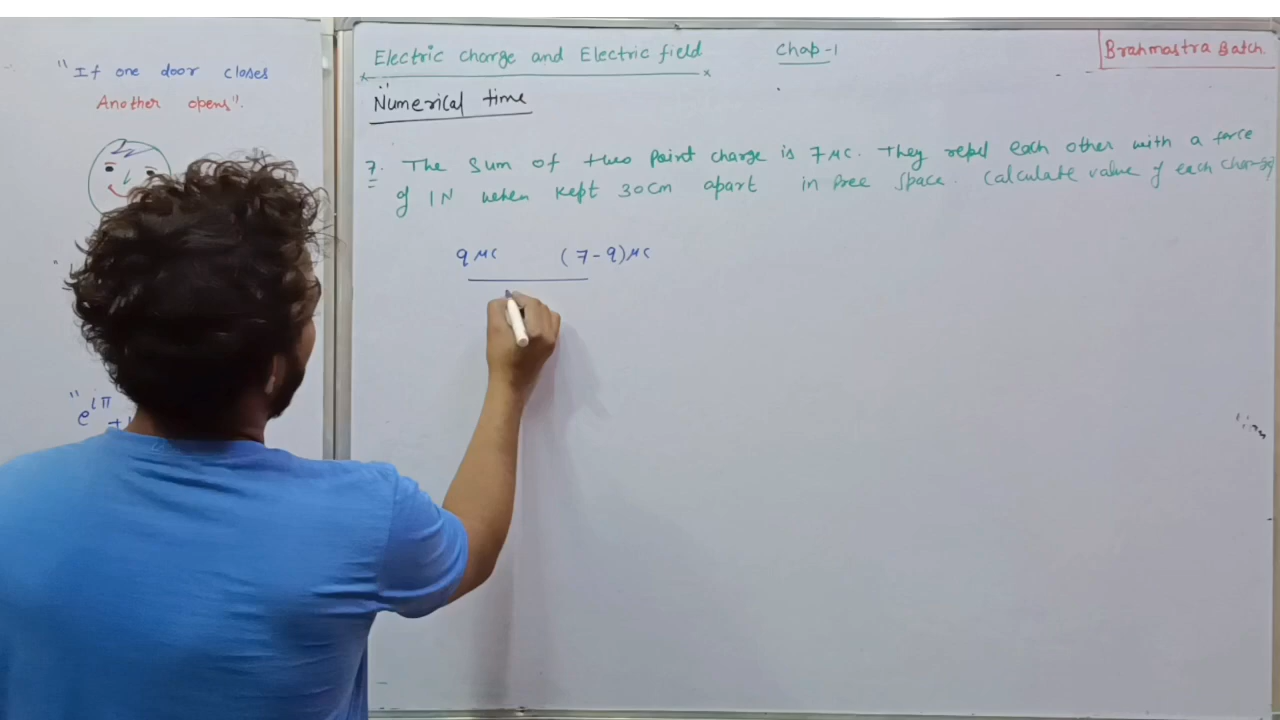 "If one door closes
Another opens".
Electric charge and Electric field
Chap-1
Brahmastra Batch
Numerical time
7. The Sum of two point charge is 7μC. They repel each other with a force
of 1N when kept 30cm apart in free space. Calculate value of each charge
qμC (7-q)μC
"e^iπ